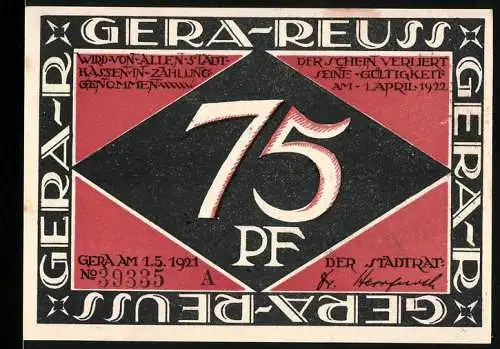 GERA-REUSS
WIRD-VON-ALLEN-STADT-
KASSEN-IN-ZAHLUNG
GENOMMEN
DER SCHEIN VERLIERT
SEINE GÜLTIGKEIT
AM 1. APRIL 1922
GERA-R
GERA-R
75
PF
GERA AM 1.5.1921
No 39335 A
DER STADTRAT:
Dr.
GERA-REUSS